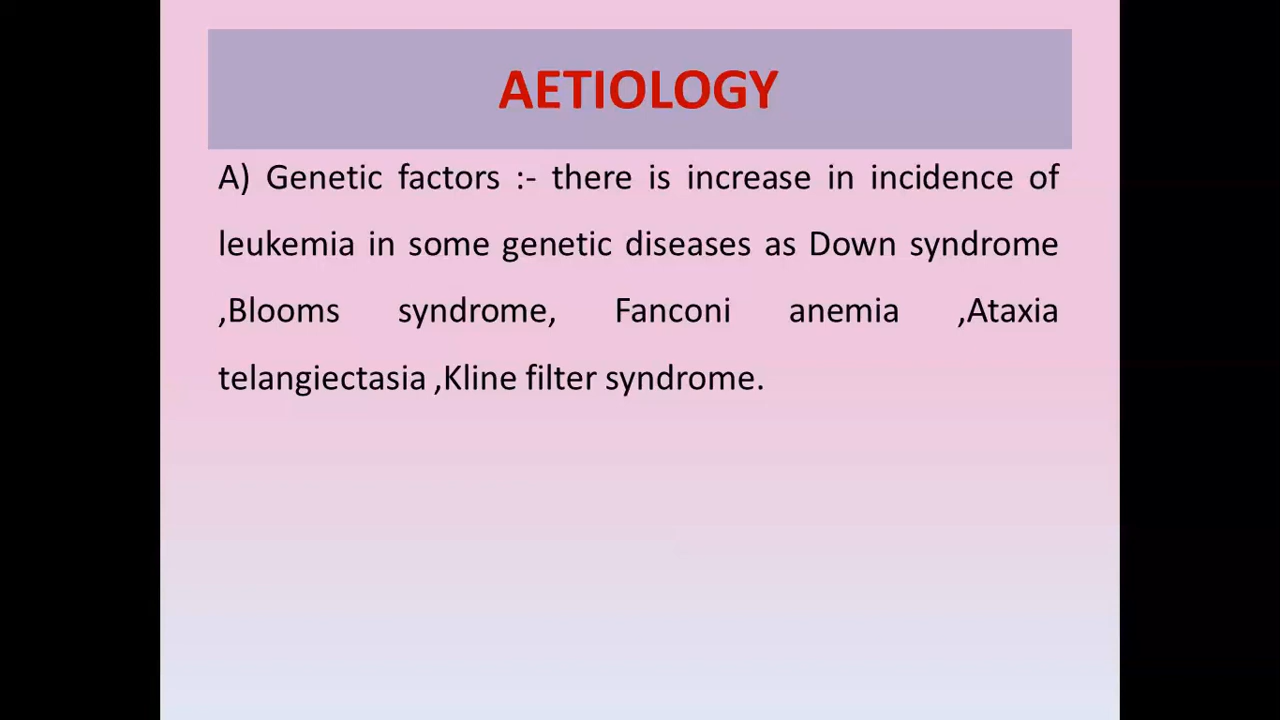 AETIOLOGY
A) Genetic factors :- there is increase in incidence of
leukemia in some genetic diseases as Down syndrome
,Blooms syndrome, Fanconi anemia ,Ataxia
telangiectasia ,Kline filter syndrome.